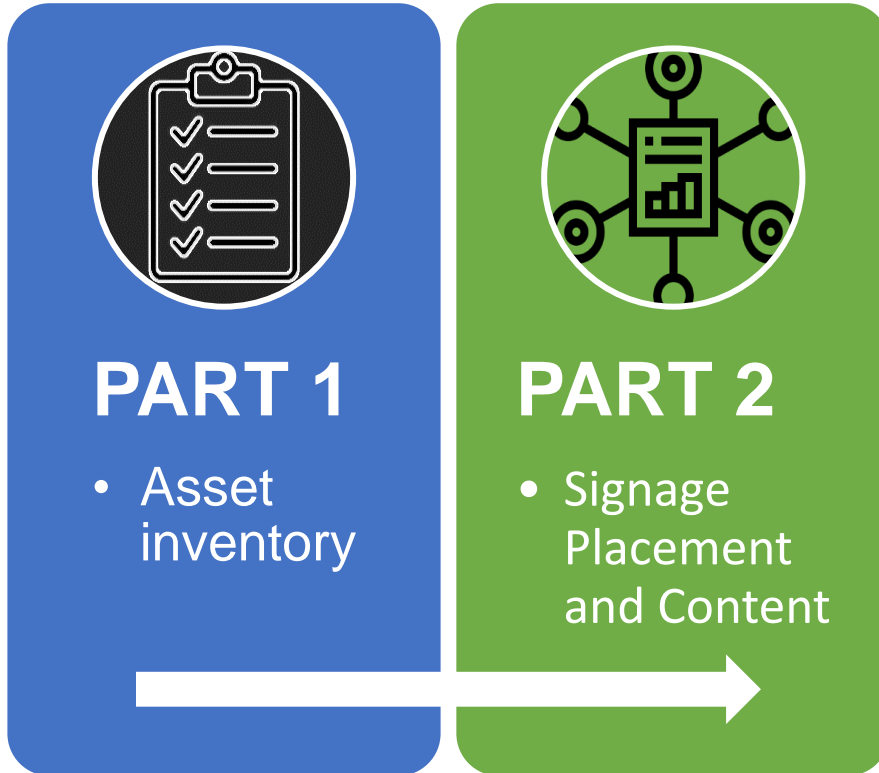 PART 1
• Asset
inventory
PART 2
• Signage
Placement
and Content